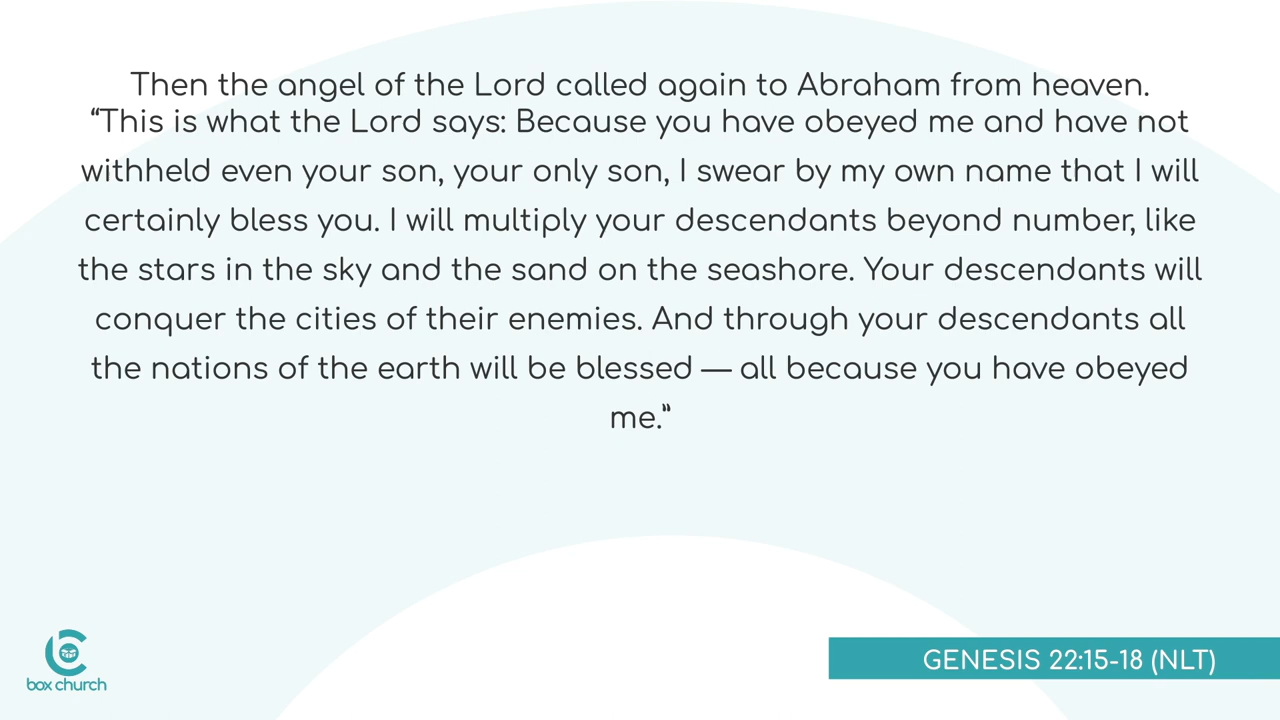 Then the angel of the Lord called again to Abraham from heaven.
“This is what the Lord says: Because you have obeyed me and have not
withheld even your son, your only son, I swear by my own name that I will
certainly bless you. I will multiply your descendants beyond number, like
the stars in the sky and the sand on the seashore. Your descendants will
conquer the cities of their enemies. And through your descendants all
the nations of the earth will be blessed — all because you have obeyed
me.”
box church
GENESIS 22:15-18 (NLT)